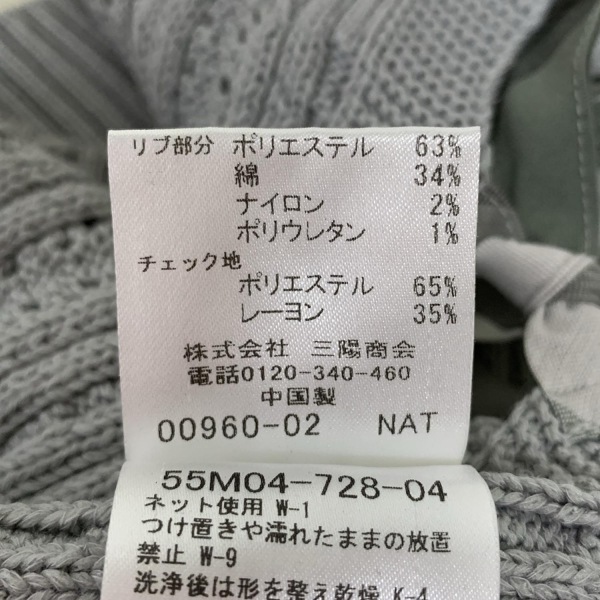 リブ部分 ポリエステル 63%
綿 34%
ナイロン 2%
ポリウレタン 1%
チェック地
ポリエステル 65%
レーヨン 35%
株式会社 三陽商会
電話0120-340-460
中国製
00960-02 NAT
55M04-728-04
ネット使用 W-1
つけ置きや濡れたままの放置
禁止 W-9
洗浄後は形を整え乾燥 K-4